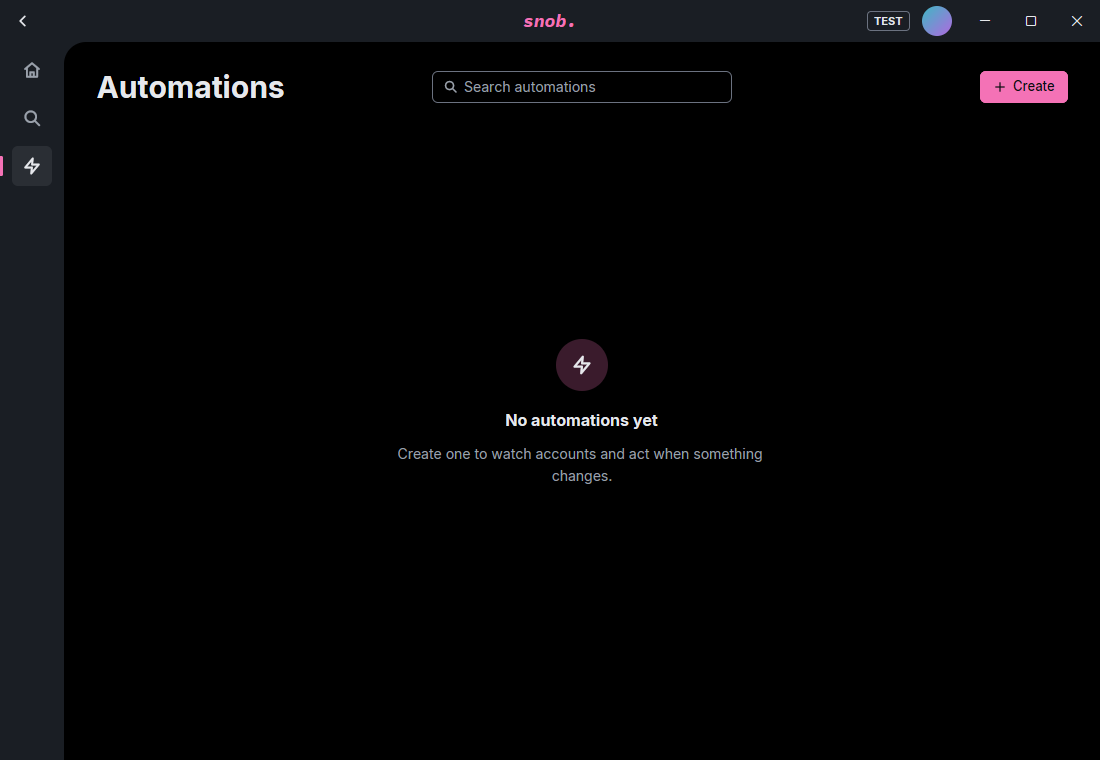 snob.
TEST
Automations
Search automations
Create
No automations yet
Create one to watch accounts and act when something
changes.